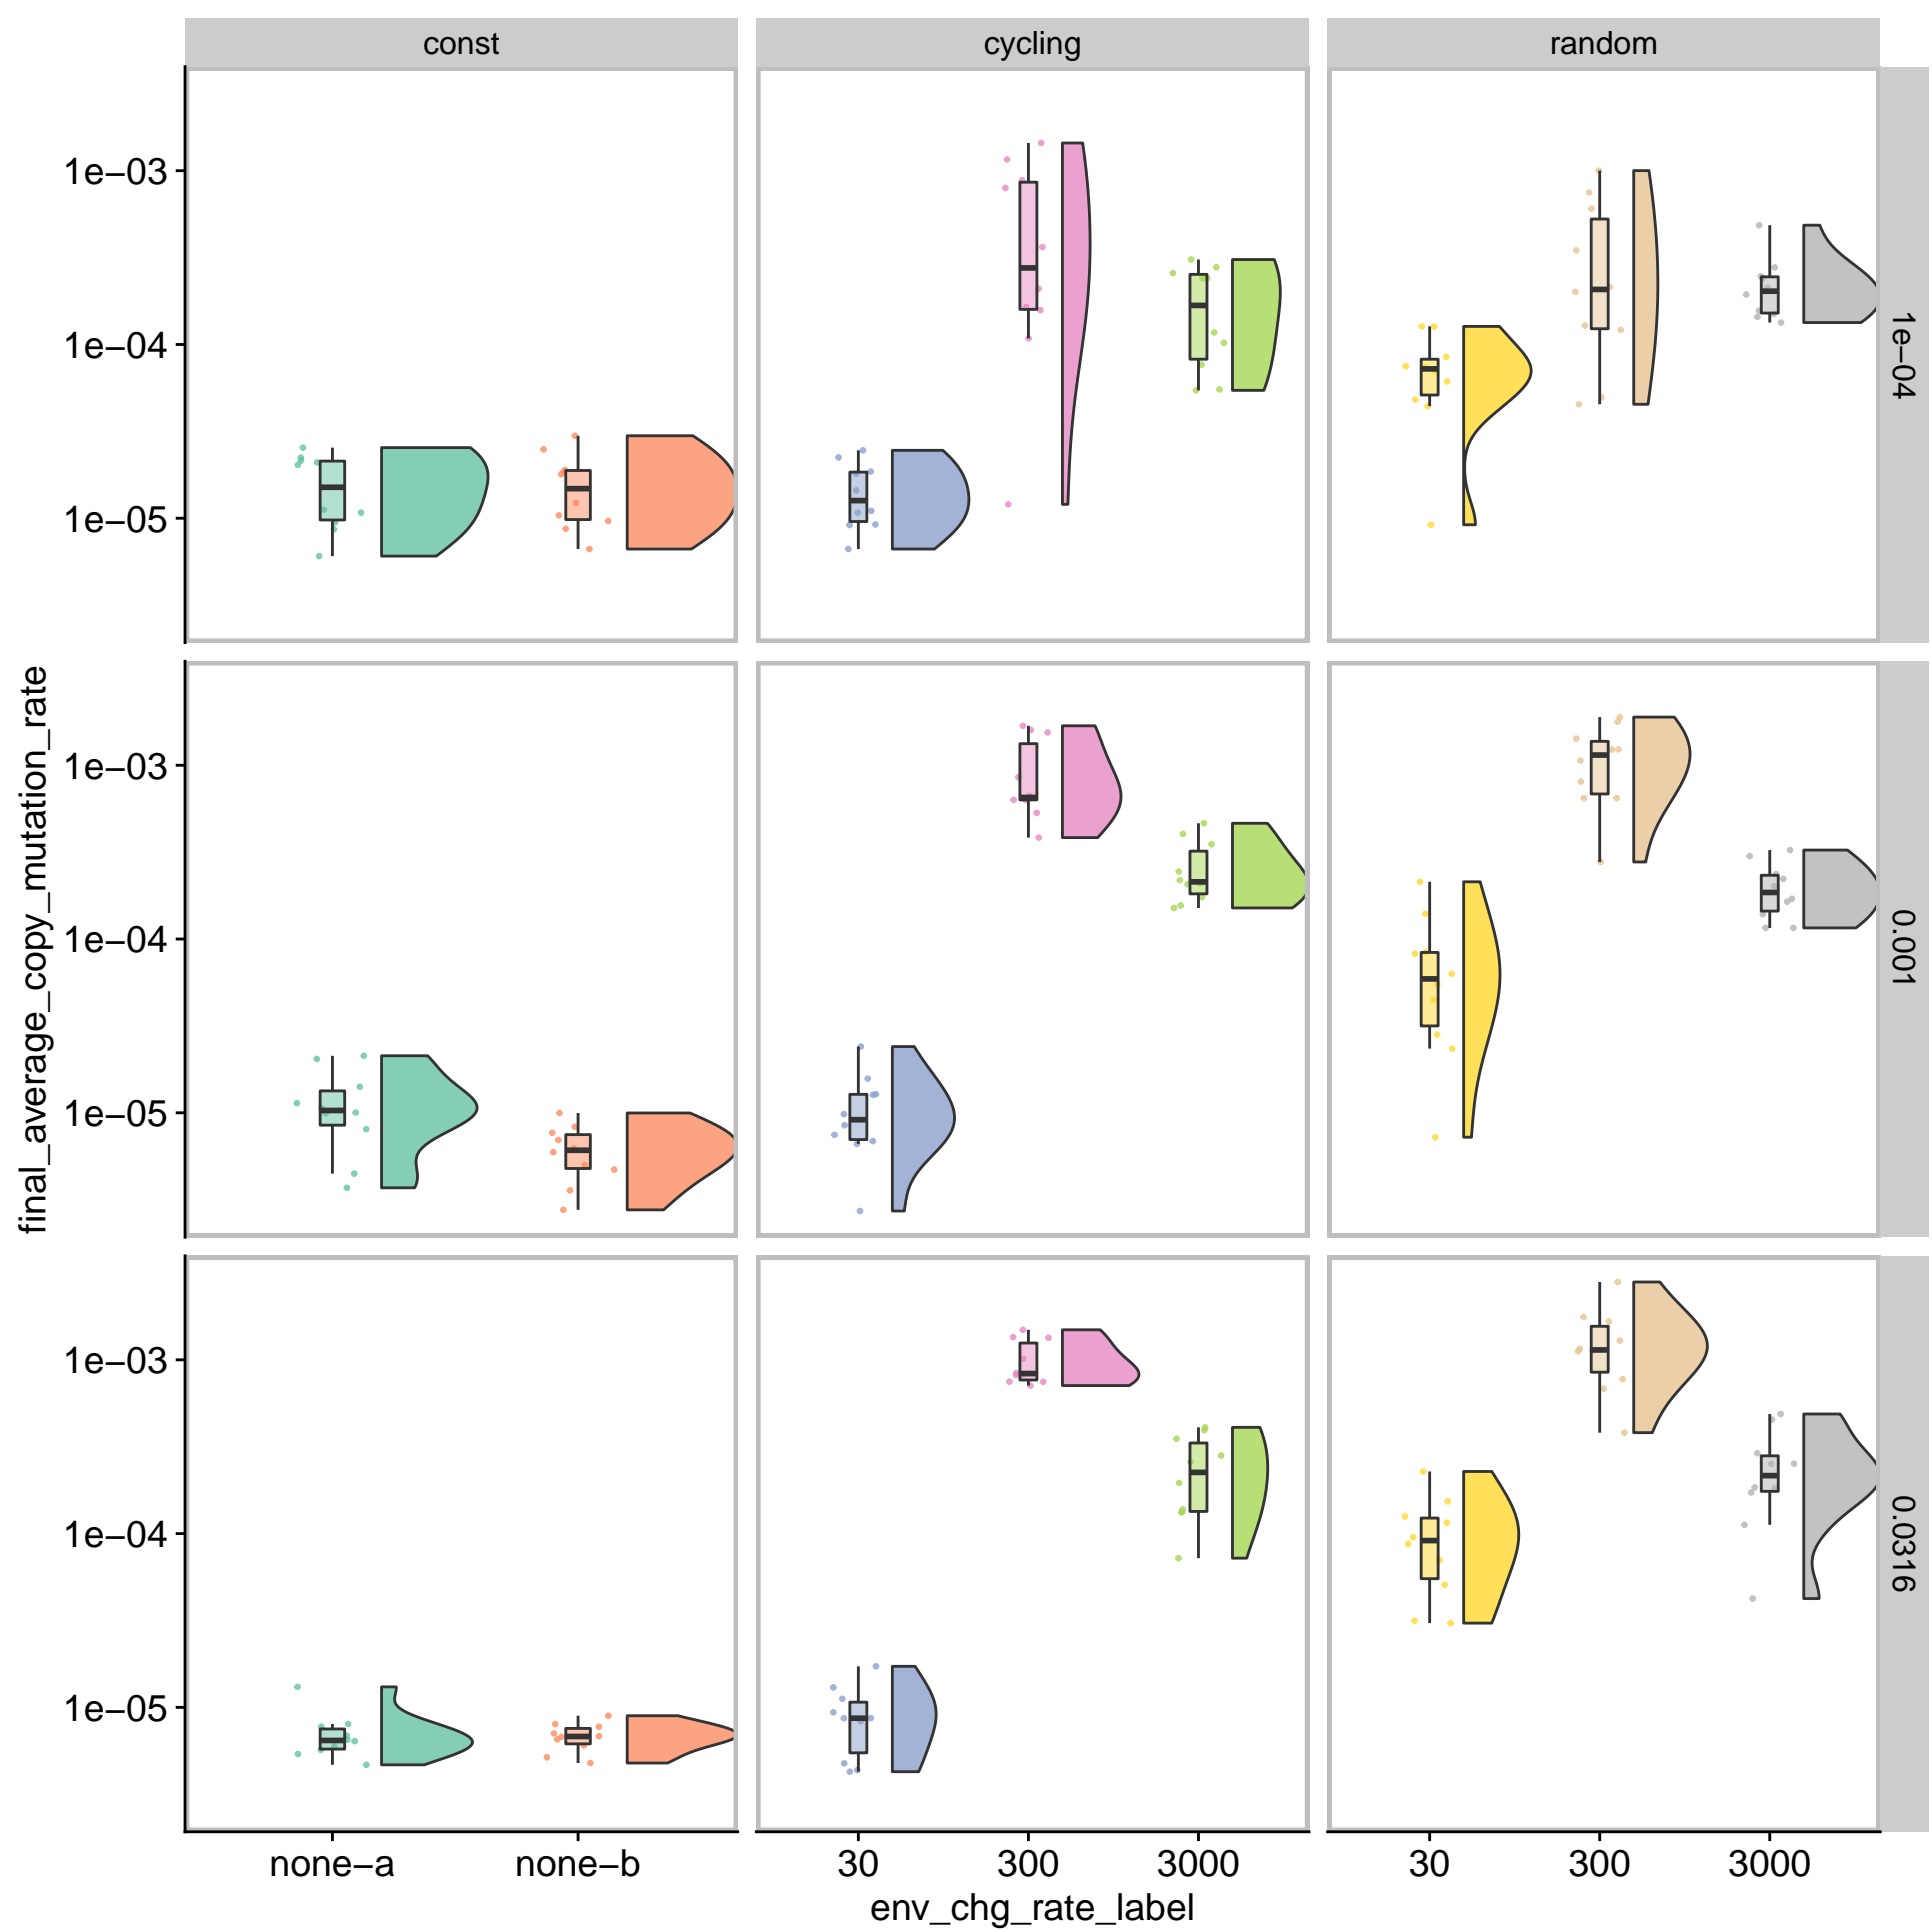 const
cycling
random
1e−03
1e−04
1e−05
1e−04
final_average_copy_mutation_rate
1e−03
1e−04
1e−05
0.001
1e−03
1e−04
1e−05
0.0316
none−a
none−b
30
300
3000
30
300
3000
env_chg_rate_label